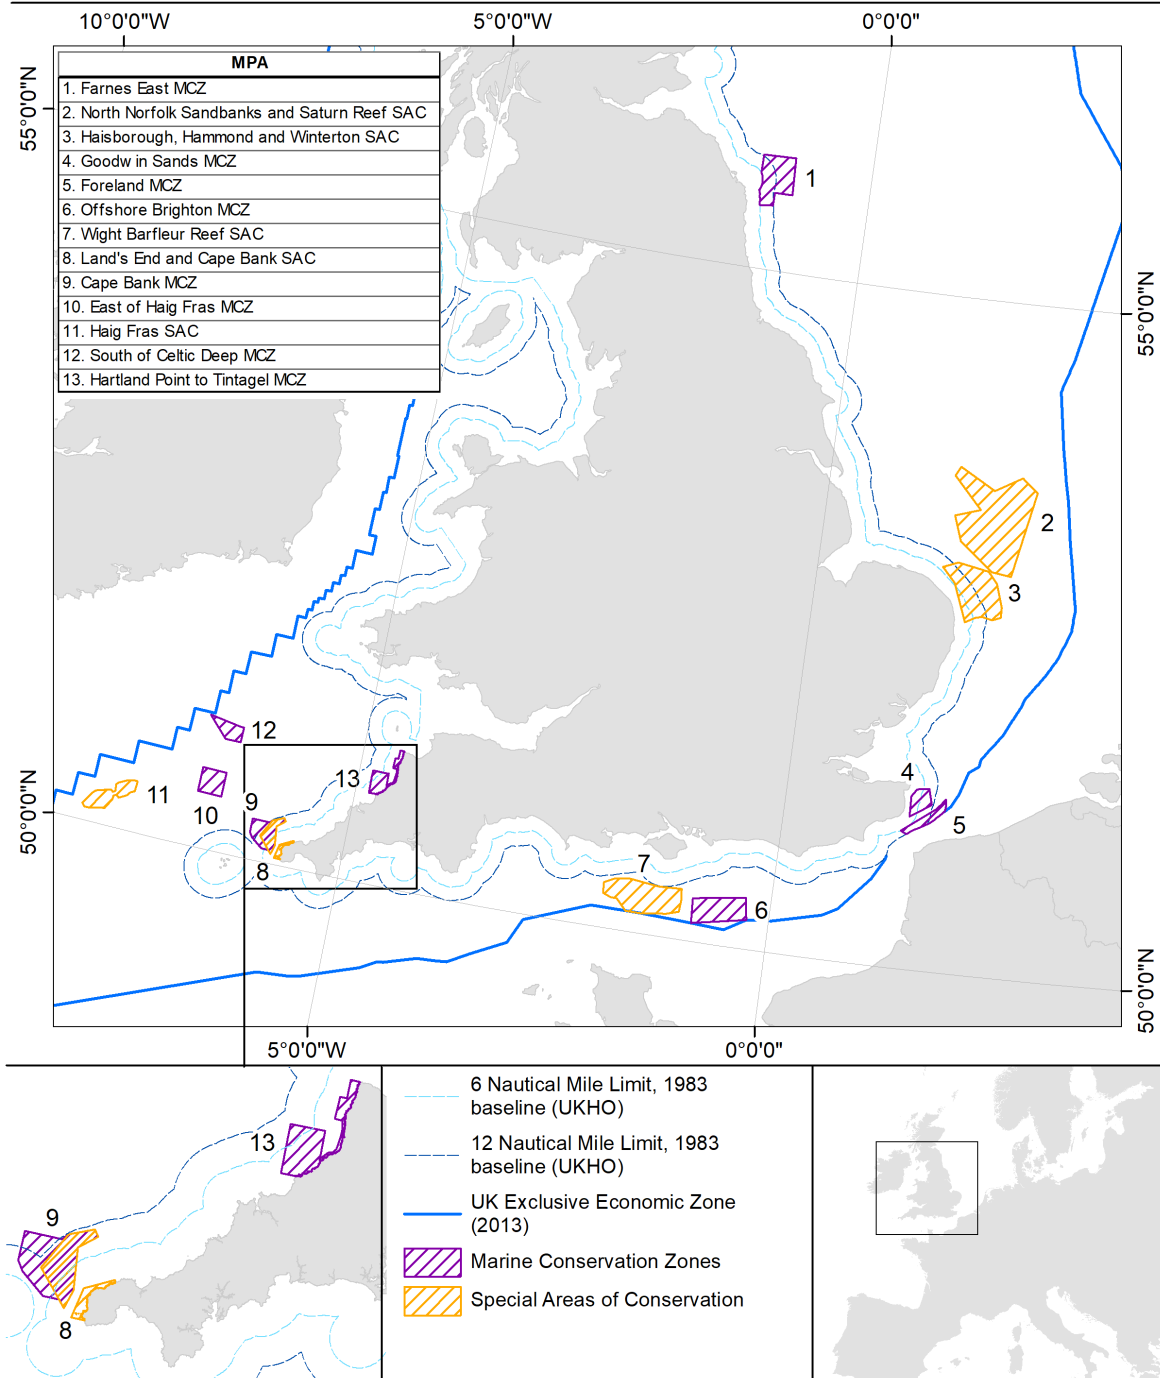 10°0'0"W
5°0'0"W
0°0'0"
55°0'0"N
MPA
1. Farnes East MCZ
2. North Norfolk Sandbanks and Saturn Reef SAC
3. Haisborough, Hammond and Winterton SAC
4. Goodwin Sands MCZ
5. Foreland MCZ
6. Offshore Brighton MCZ
7. Wight Barfleur Reef SAC
8. Land's End and Cape Bank SAC
9. Cape Bank MCZ
10. East of Haig Fras MCZ
11. Haig Fras SAC
12. South of Celtic Deep MCZ
13. Hartland Point to Tintagel MCZ
1
55°0'0"N
2
3
12
13
4
11
9
10
5
50°0'0"N
8
7
6
50°0'0"N
5°0'0"W
0°0'0"
13
9
8
6 Nautical Mile Limit, 1983
baseline (UKHO)
12 Nautical Mile Limit, 1983
baseline (UKHO)
UK Exclusive Economic Zone
(2013)
Marine Conservation Zones
Special Areas of Conservation